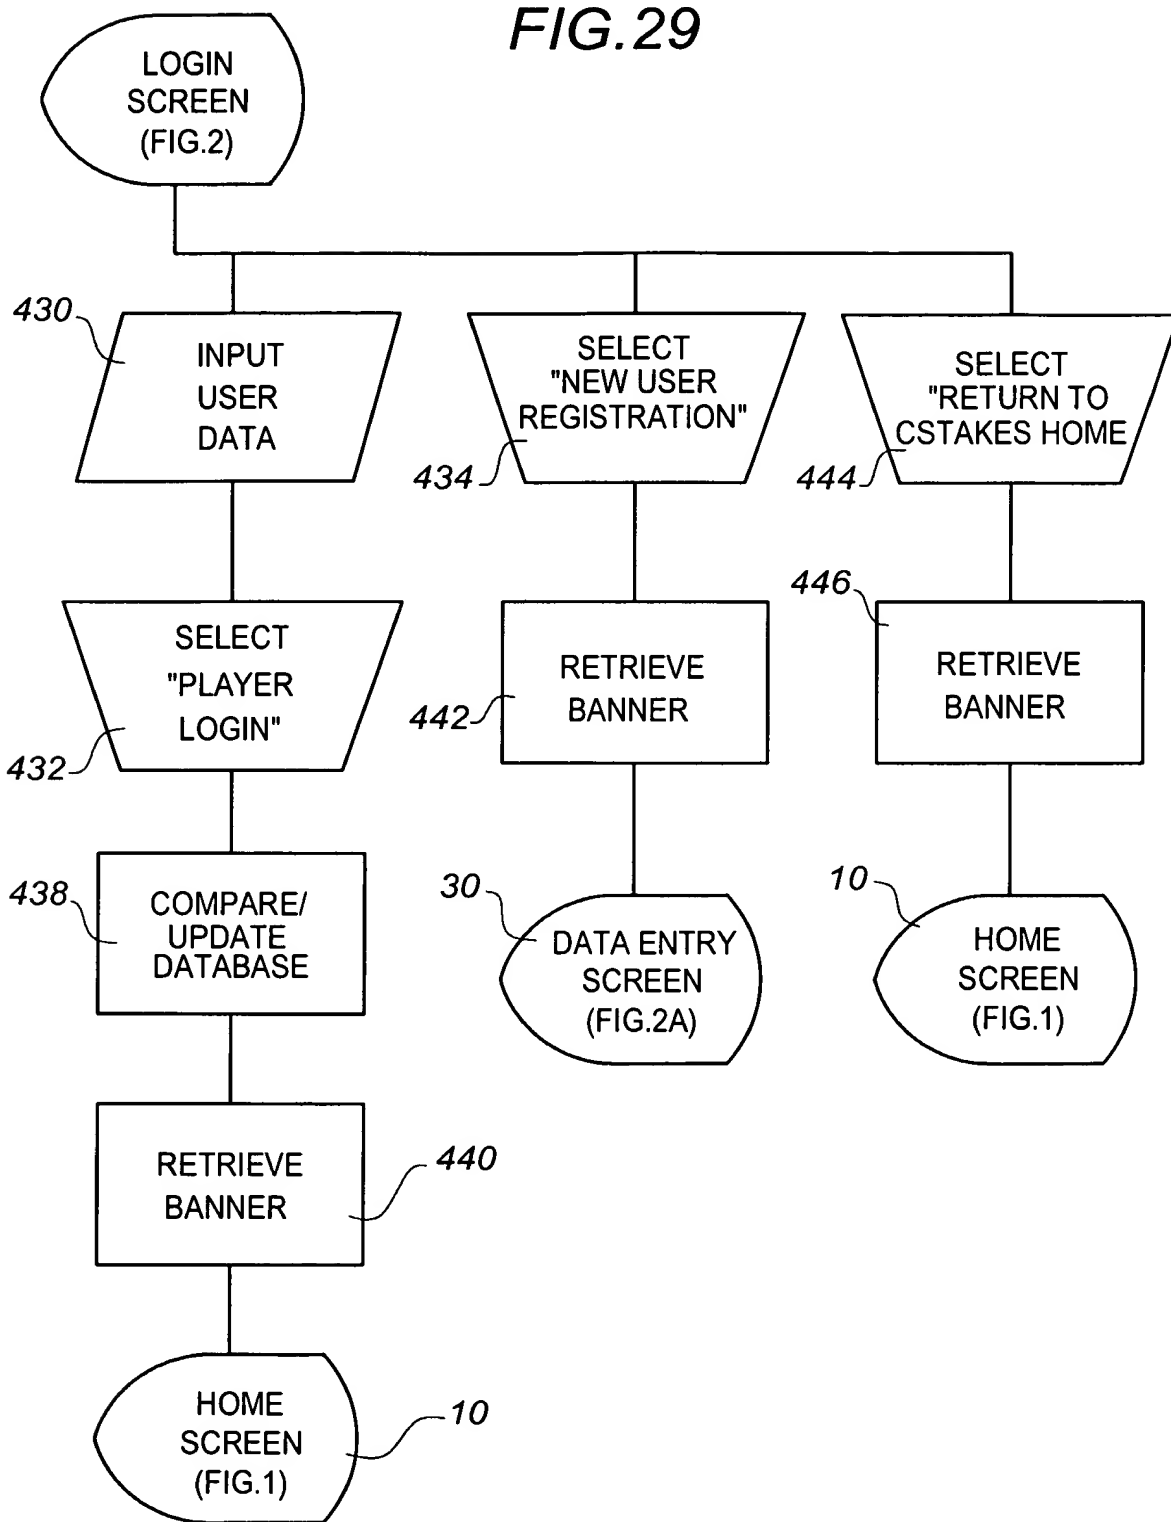 FIG.29
LOGIN
SCREEN
(FIG.2)
430
INPUT
USER
DATA
SELECT
"NEW USER
REGISTRATION"
434
SELECT
"RETURN TO
CSTAKES HOME
444
SELECT
"PLAYER
LOGIN"
432
RETRIEVE
BANNER
442
446
RETRIEVE
BANNER
438
COMPARE/
UPDATE
DATABASE
30
DATA ENTRY
SCREEN
(FIG.2A)
10
HOME
SCREEN
(FIG.1)
RETRIEVE
BANNER
440
HOME
SCREEN
(FIG.1)
10